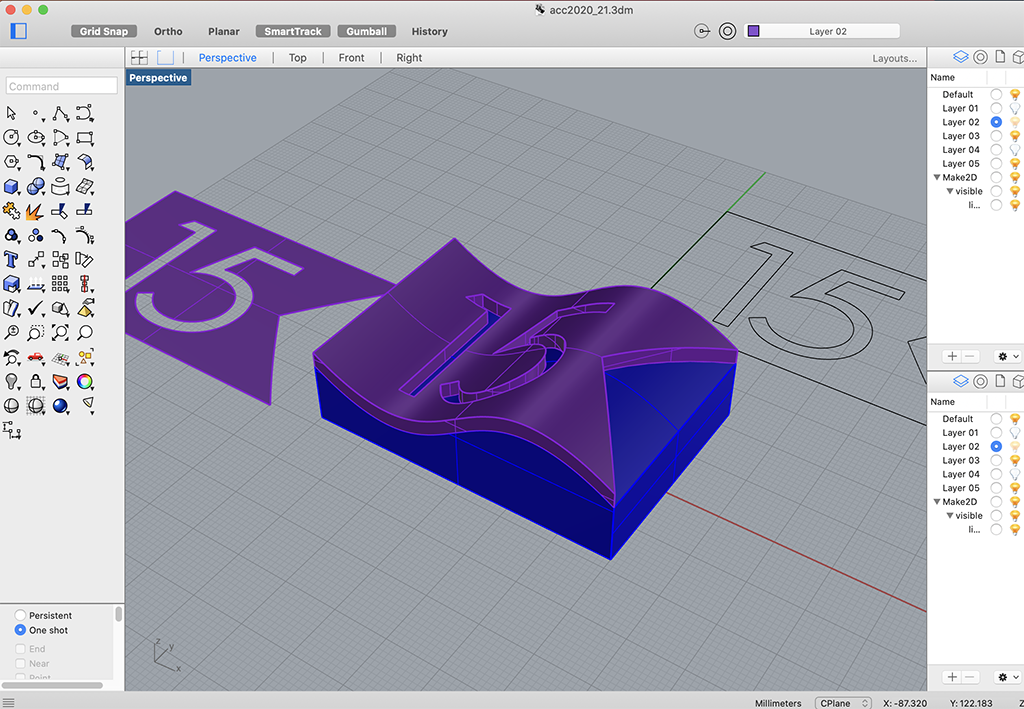 acc2020_21.3dm
Grid Snap Ortho Planar SmartTrack Gumball History Layer 02
Perspective Top Front Right Layouts...
Perspective
Command
15
15
15
z y x
Persistent
One shot
End
Near
Point
Name
Default
Layer 01
Layer 02
Layer 03
Layer 04
Layer 05
Make2D
visible
li...
Name
Default
Layer 01
Layer 02
Layer 03
Layer 04
Layer 05
Make2D
visible
li...
Millimeters CPlane X: -87.320 Y: 122.183 Z